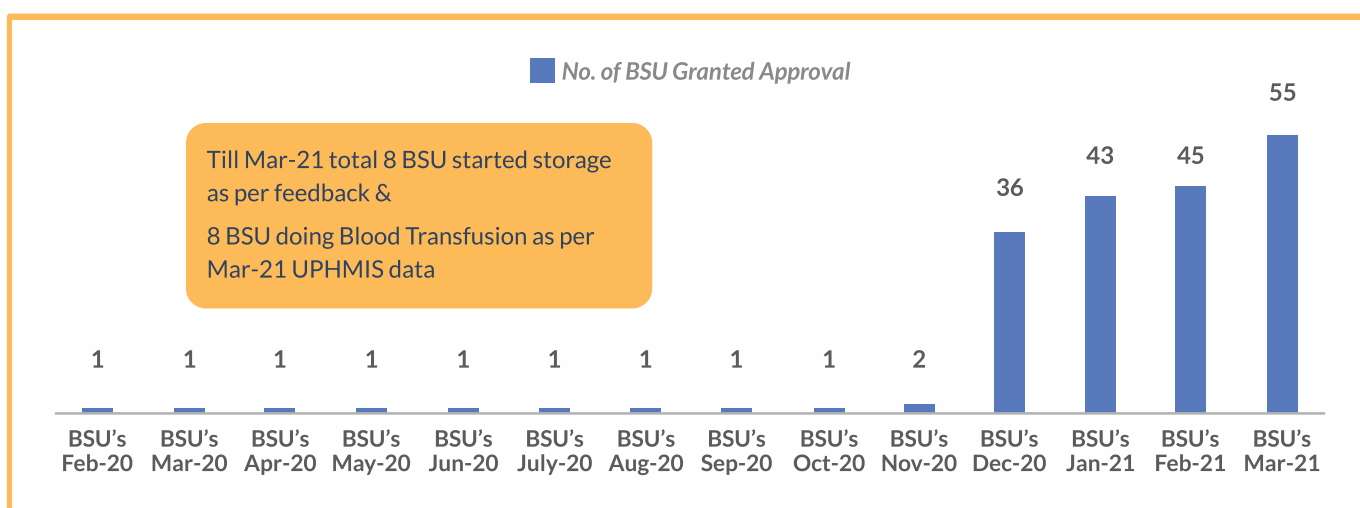 No. of BSU Granted Approval
Till Mar-21 total 8 BSU started storage
as per feedback &
8 BSU doing Blood Transfusion as per
Mar-21 UPHMIS data
1 1 1 1 1 1 1 1 1 2 36 43 45 55
BSU’s BSU’s BSU’s BSU’s BSU’s BSU’s BSU’s BSU’s BSU’s BSU’s BSU’s BSU’s BSU’s BSU’s
Feb-20 Mar-20 Apr-20 May-20 Jun-20 July-20 Aug-20 Sep-20 Oct-20 Nov-20 Dec-20 Jan-21 Feb-21 Mar-21